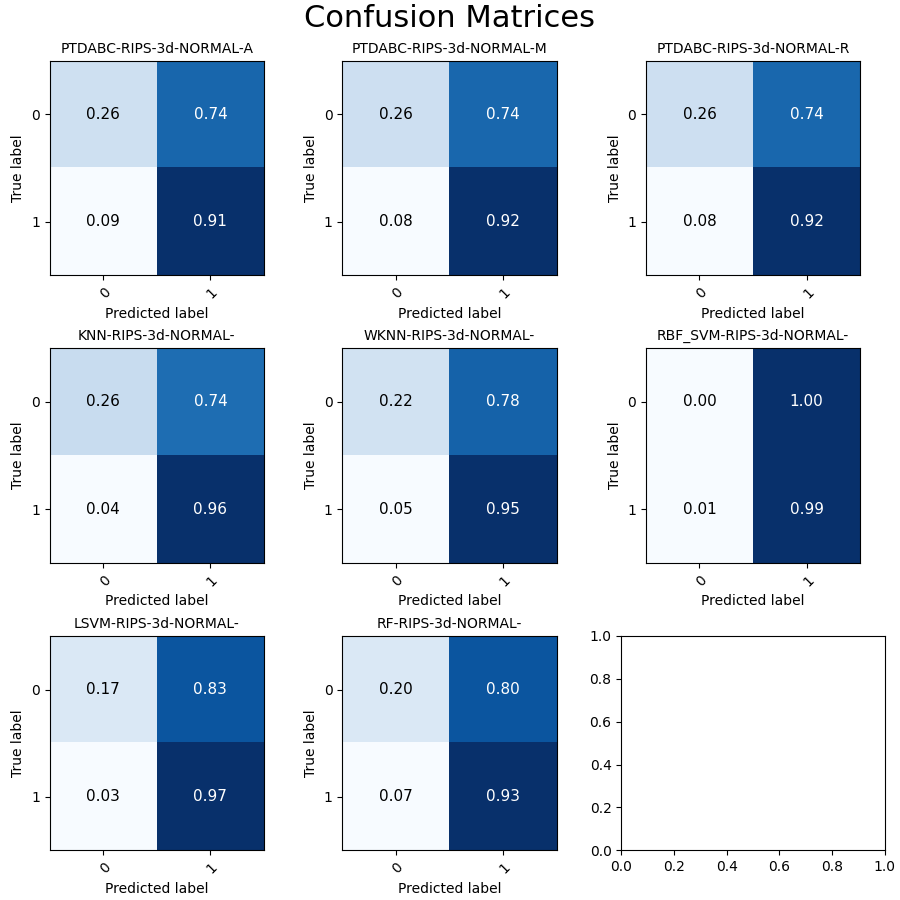 Confusion Matrices
PTDABC-RIPS-3d-NORMAL-A
True label
0
0.26
0.74
1
0.09
0.91
0
1
Predicted label
PTDABC-RIPS-3d-NORMAL-M
True label
0
0.26
0.74
1
0.08
0.92
0
1
Predicted label
PTDABC-RIPS-3d-NORMAL-R
True label
0
0.26
0.74
1
0.08
0.92
0
1
Predicted label
KNN-RIPS-3d-NORMAL-
True label
0
0.26
0.74
1
0.04
0.96
0
1
Predicted label
WKNN-RIPS-3d-NORMAL-
True label
0
0.22
0.78
1
0.05
0.95
0
1
Predicted label
RBF_SVM-RIPS-3d-NORMAL-
True label
0
0.00
1.00
1
0.01
0.99
0
1
Predicted label
LSVM-RIPS-3d-NORMAL-
True label
0
0.17
0.83
1
0.03
0.97
0
1
Predicted label
RF-RIPS-3d-NORMAL-
True label
0
0.20
0.80
1
0.07
0.93
0
1
Predicted label
1.0
0.8
0.6
0.4
0.2
0.0
0.0 0.2 0.4 0.6 0.8 1.0